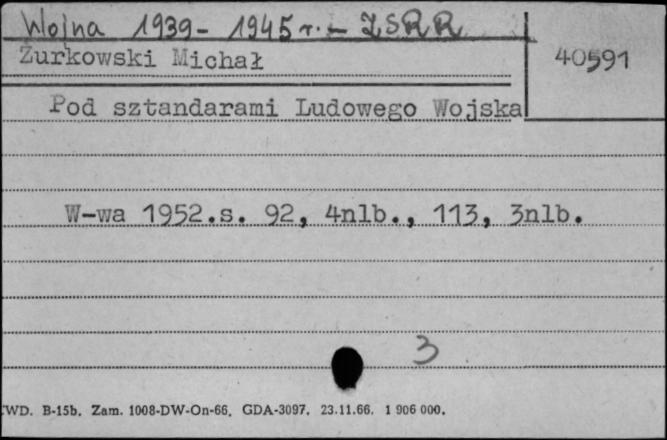 Wojna 1939-1945 r. - ZSRR
Żurkowski Michał
40591
Pod sztandarami Ludowego Wojska
W-wa 1952.s. 92, 4nlb., 113, 3nlb.
3
WD. B-15b. Zam. 1008-DW-On-66. GDA-3097. 23.11.66. 1 906 000.